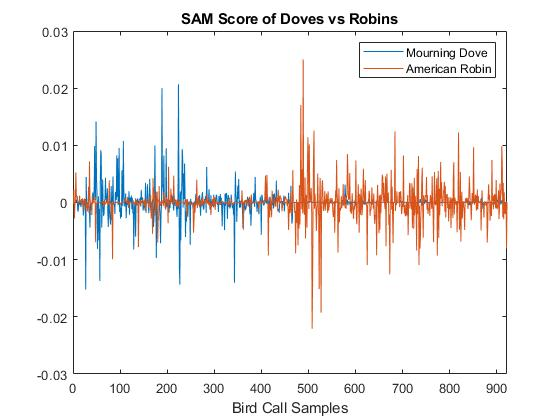 SAM Score of Doves vs Robins
0.03
Mourning Dove
American Robin
0.02
0.01
0
-0.01
-0.02
-0.03
0 100 200 300 400 500 600 700 800 900
Bird Call Samples